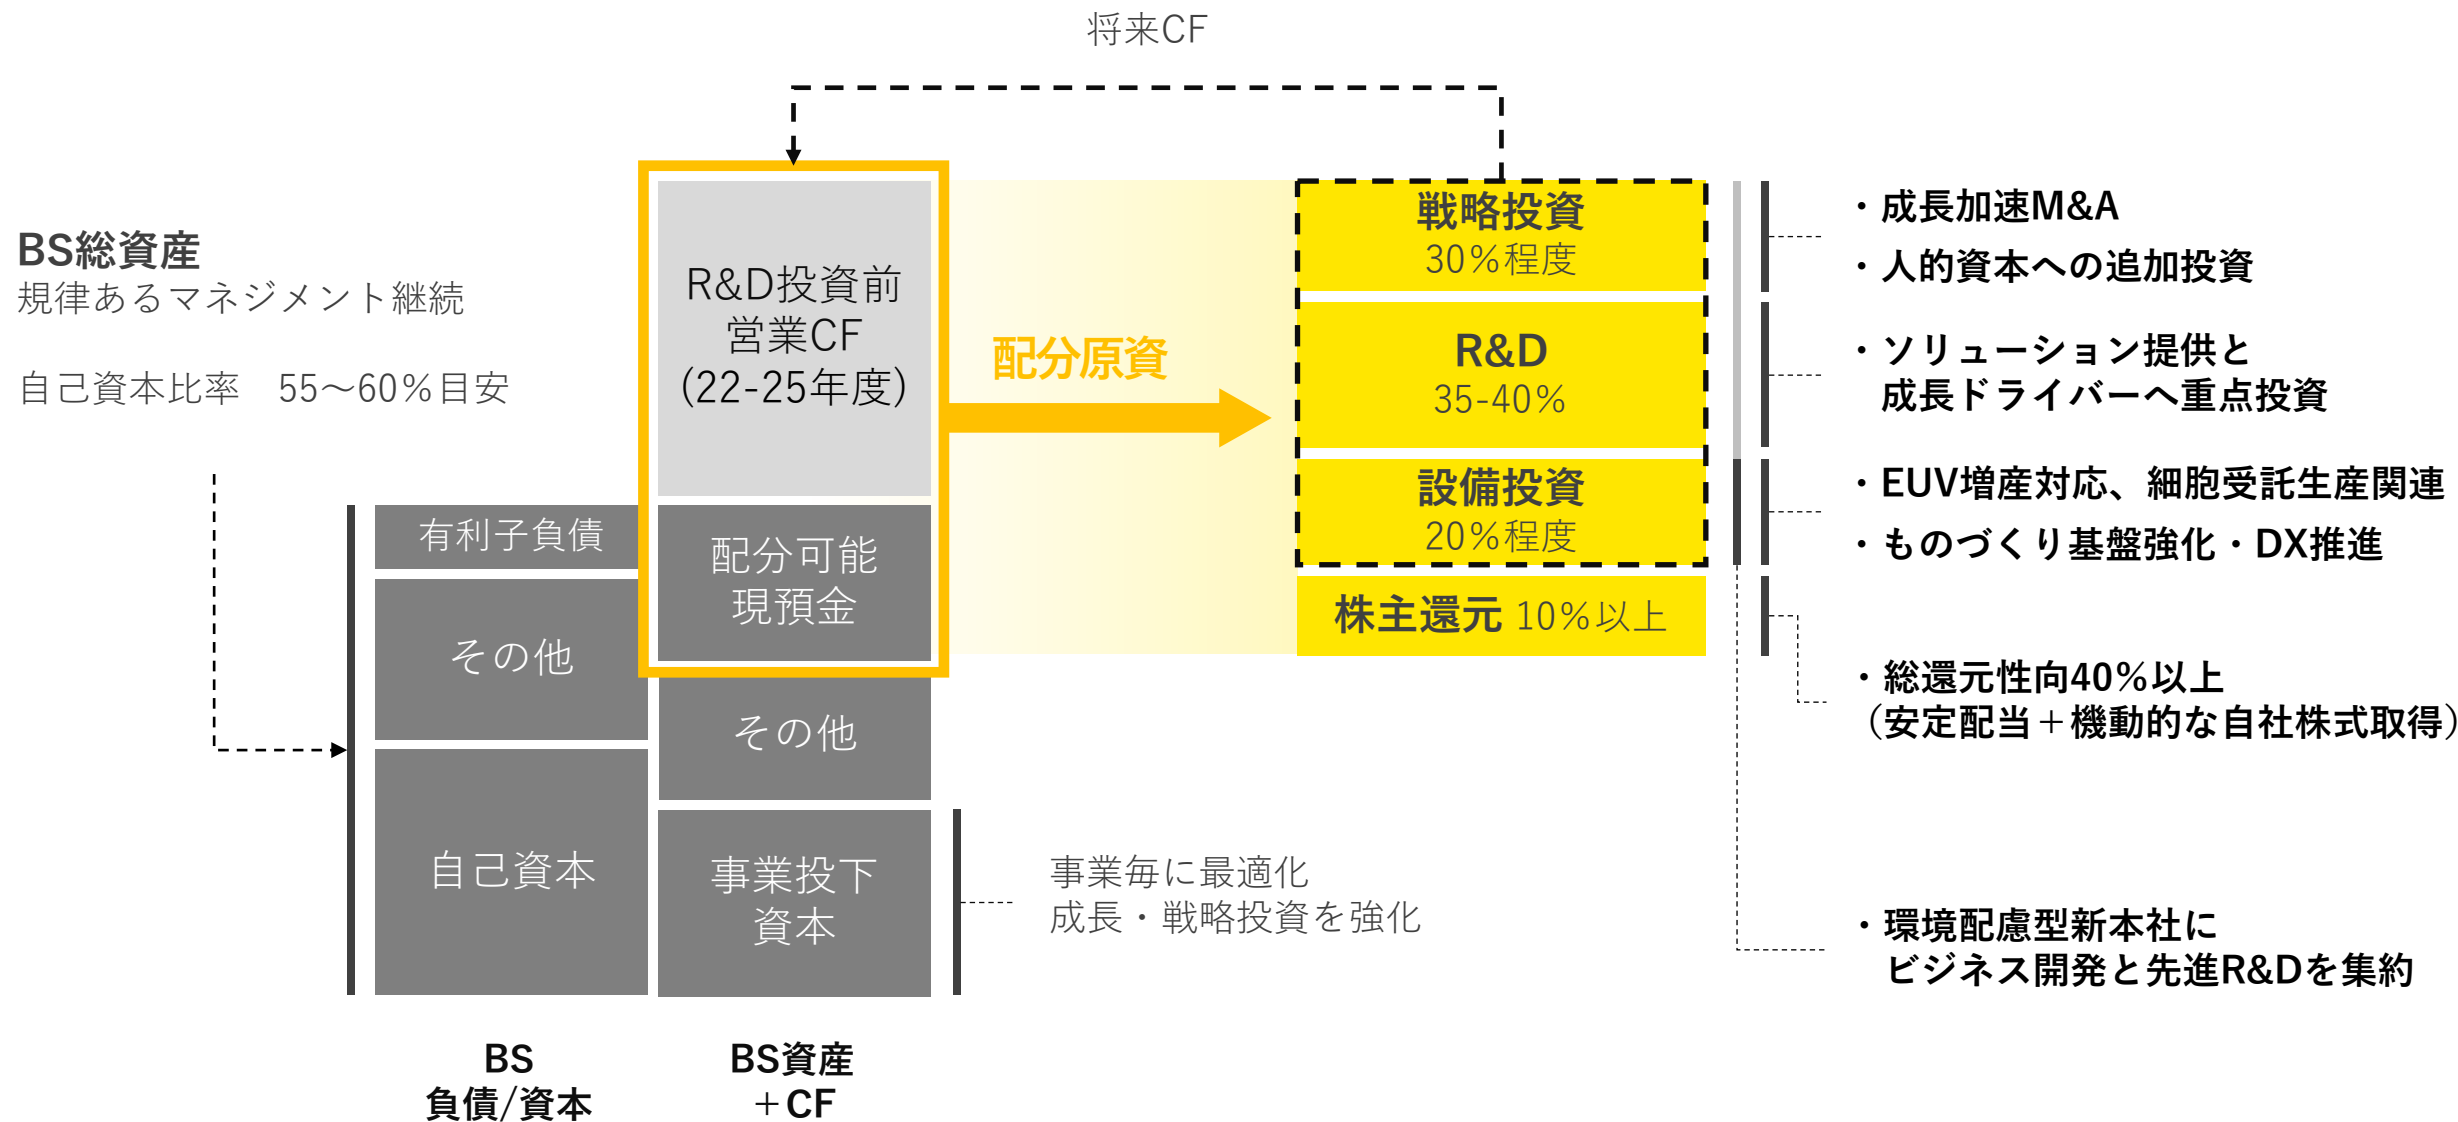 将来CF
BS総資産
規律あるマネジメント継続
自己資本比率　55～60％目安
R&D投資前
営業CF
(22-25年度)
配分可能
現預金
その他
事業投下
資本
有利子負債
その他
自己資本
BS
負債/資本
BS資産
＋CF
配分原資
戦略投資
30％程度
R&D
35-40％
設備投資
20％程度
株主還元 10％以上
事業毎に最適化
成長・戦略投資を強化
・成長加速M&A
・人的資本への追加投資
・ソリューション提供と
成長ドライバーへ重点投資
・EUV増産対応、細胞受託生産関連
・ものづくり基盤強化・DX推進
・総還元性向40％以上
（安定配当＋機動的な自社株式取得）
・環境配慮型新本社に
ビジネス開発と先進R&Dを集約